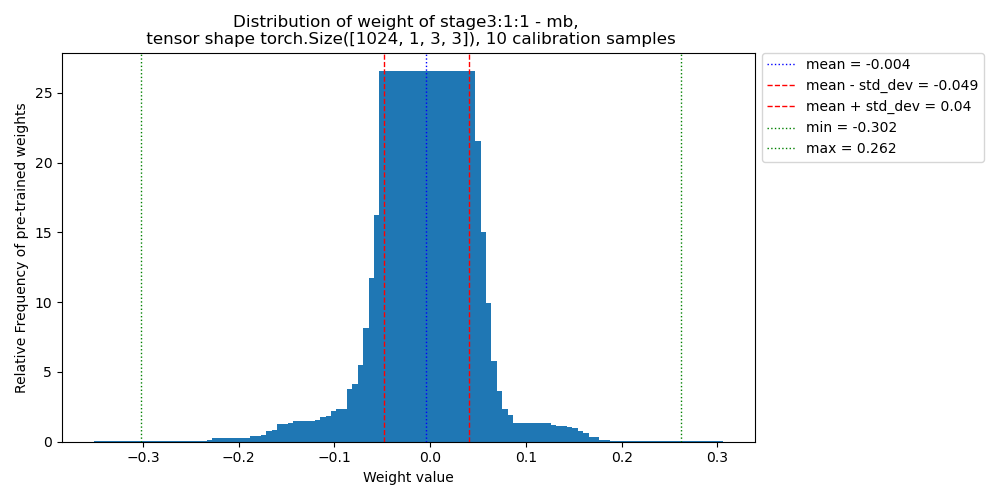 Distribution of weight of stage3:1:1 - mb,
tensor shape torch.Size([1024, 1, 3, 3]), 10 calibration samples
mean = -0.004
mean - std_dev = -0.049
mean + std_dev = 0.04
min = -0.302
max = 0.262
Relative Frequency of pre-trained weights
25
20
15
10
5
0
−0.3
−0.2
−0.1
0.0
0.1
0.2
0.3
Weight value